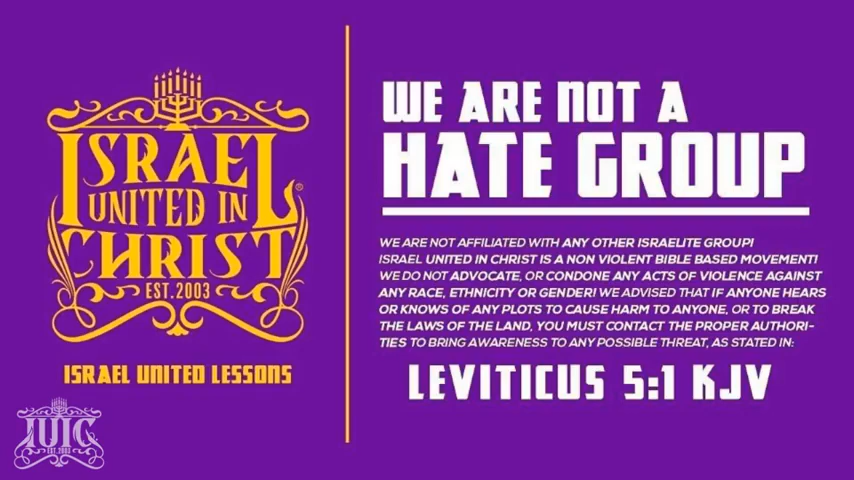 ISRAEL
UNITED IN
CHRIST®
EST. 2003
ISRAEL UNITED LESSONS
IUIC
EST. 2003
WE ARE NOT A
HATE GROUP
WE ARE NOT AFFILIATED WITH ANY OTHER ISRAELITE GROUP!
ISRAEL UNITED IN CHRIST IS A NON VIOLENT BIBLE BASED MOVEMENT!
WE DO NOT ADVOCATE, OR CONDONE ANY ACTS OF VIOLENCE AGAINST
ANY RACE, ETHNICITY OR GENDER! WE ADVISED THAT IF ANYONE HEARS
OR KNOWS OF ANY PLOTS TO CAUSE HARM TO ANYONE, OR TO BREAK
THE LAWS OF THE LAND, YOU MUST CONTACT THE PROPER AUTHORI-
TIES TO BRING AWARENESS TO ANY POSSIBLE THREAT, AS STATED IN:
LEVITICUS 5:1 KJV